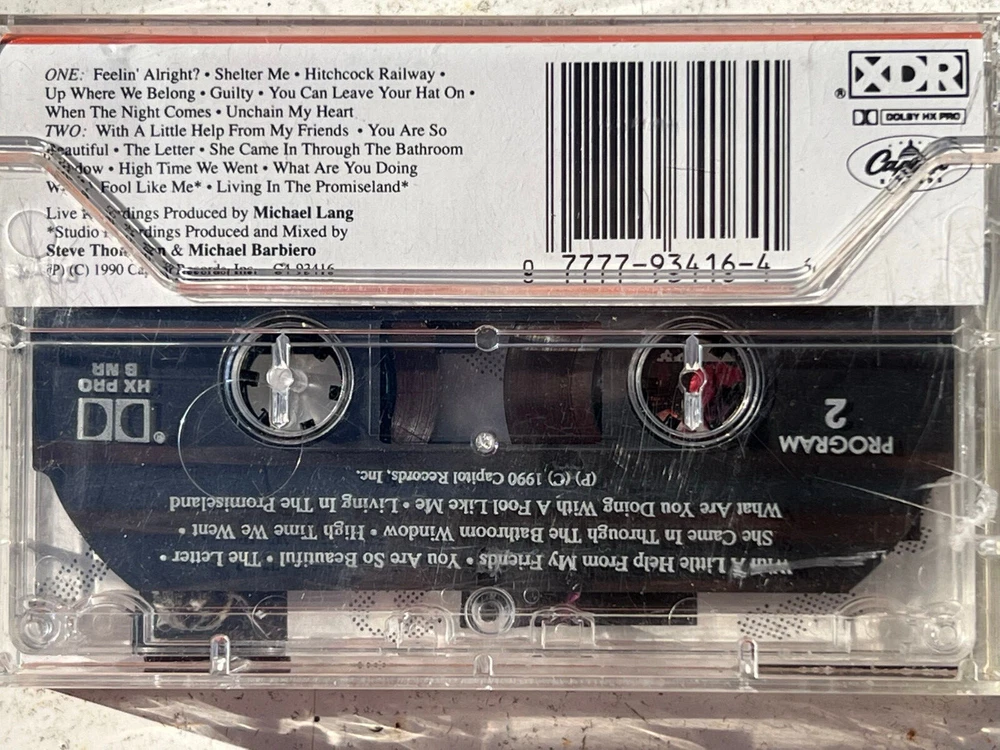 ONE: Feelin' Alright? • Shelter Me • Hitchcock Railway •
Up Where We Belong • Guilty • You Can Leave Your Hat On •
When The Night Comes • Unchain My Heart
TWO: With A Little Help From My Friends • You Are So
Beautiful • The Letter • She Came In Through The Bathroom
Window • High Time We Went • What Are You Doing
With A Fool Like Me* • Living In The Promiseland*
Live Recordings Produced by Michael Lang
*Studio Recordings Produced and Mixed by
Steve Thompson & Michael Barbiero
(P) (C) 1990 Capitol Records, Inc. C4 93416
XDR
®
DOLBY HX PRO
Capitol
0 7777-93416-4 6
PROGRAM
2
HX PRO
B NR
®
With A Little Help From My Friends • You Are So Beautiful • The Letter •
She Came In Through The Bathroom Window • High Time We Went •
What Are You Doing With A Fool Like Me • Living In The Promiseland
(P) (C) 1990 Capitol Records, Inc.